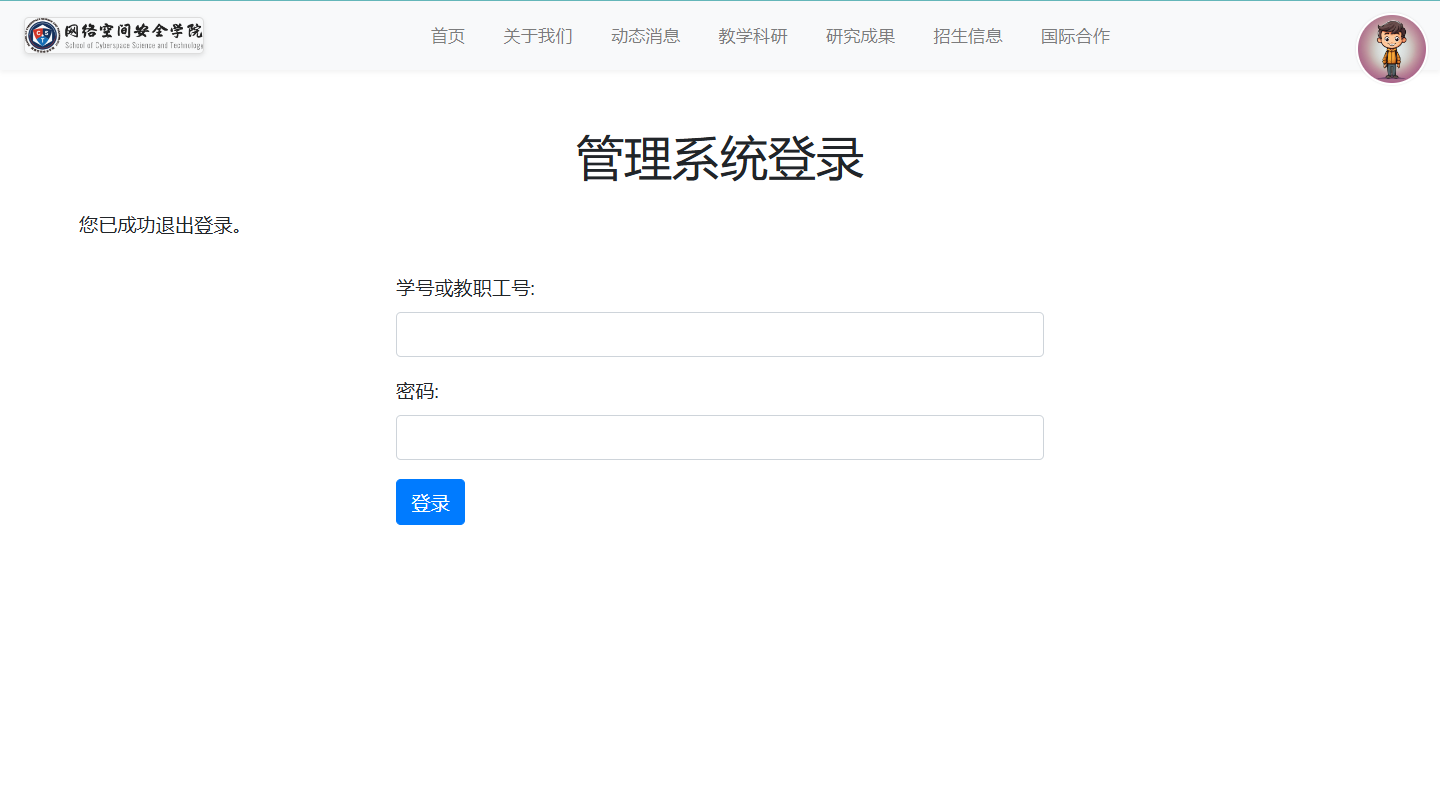 网络空间安全学院
School of Cyberspace Science and Technology
首页 关于我们 动态消息 教学科研 研究成果 招生信息 国际合作
管理系统登录
您已成功退出登录。
学号或教职工号:
密码:
登录